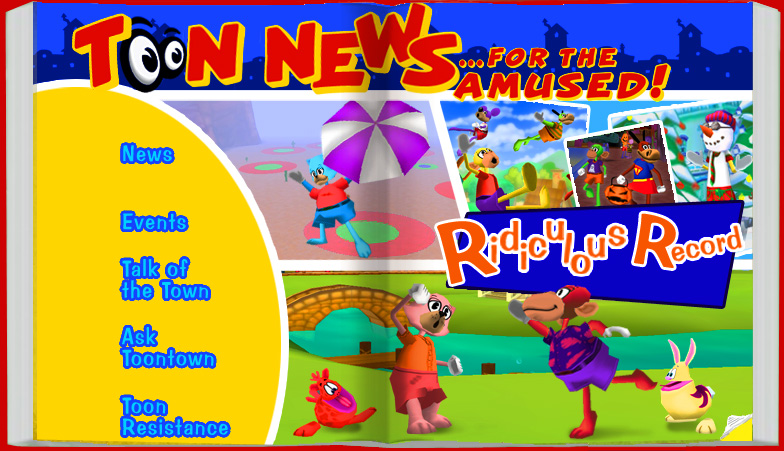 TOON NEWS
...FOR THE
AMUSED!
News
Events
Talk of
the Town
Ask
Toontown
Toon
Resistance
Ridiculous Record